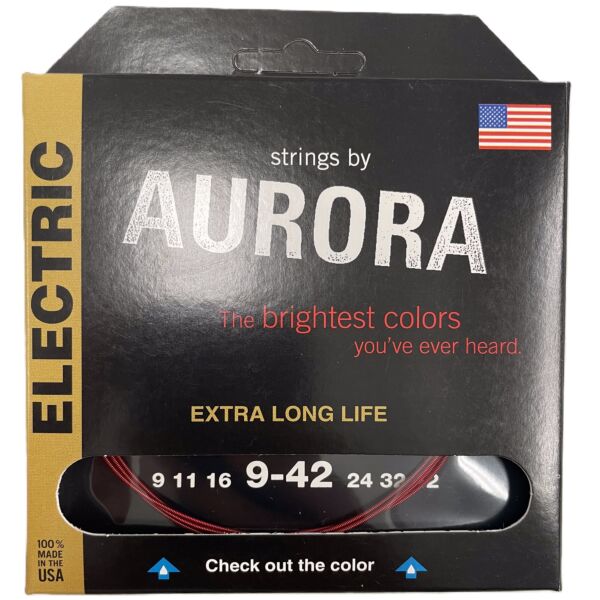 ELECTRIC
strings by
AURORA
The brightest colors
you've ever heard.
EXTRA LONG LIFE
9 11 16 9-42 24 32
100%
MADE
IN THE
USA
Check out the color